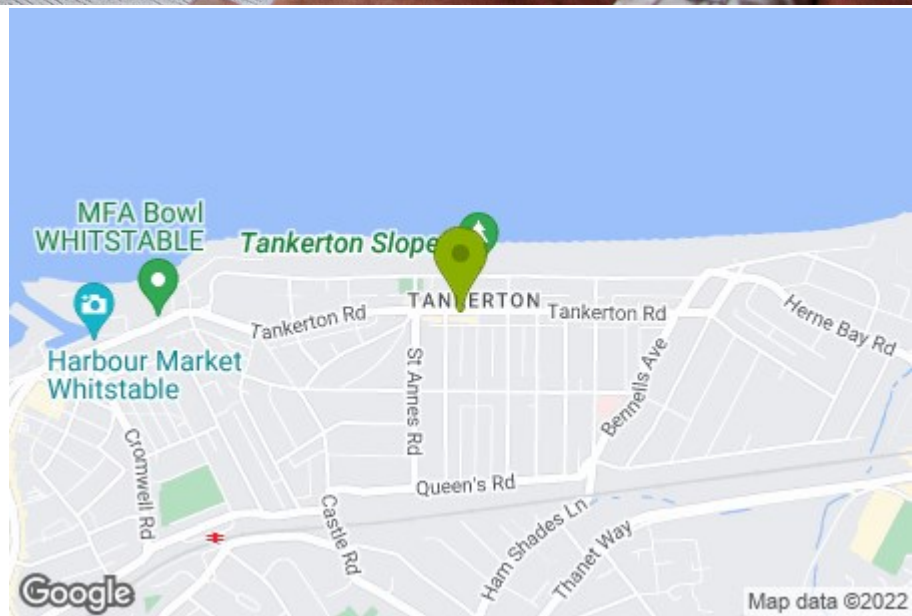 MFA Bowl
WHITSTABLE
Tankerton Slope
TANKERTON
Tankerton Rd
Tankerton Rd
Herne Bay Rd
Harbour Market
Whitstable
St Annes Rd
Bennells Ave
Cromwell Rd
Queen's Rd
Castle Rd
Ham Shades Ln
Thanet Way
Google
Map data ©2022